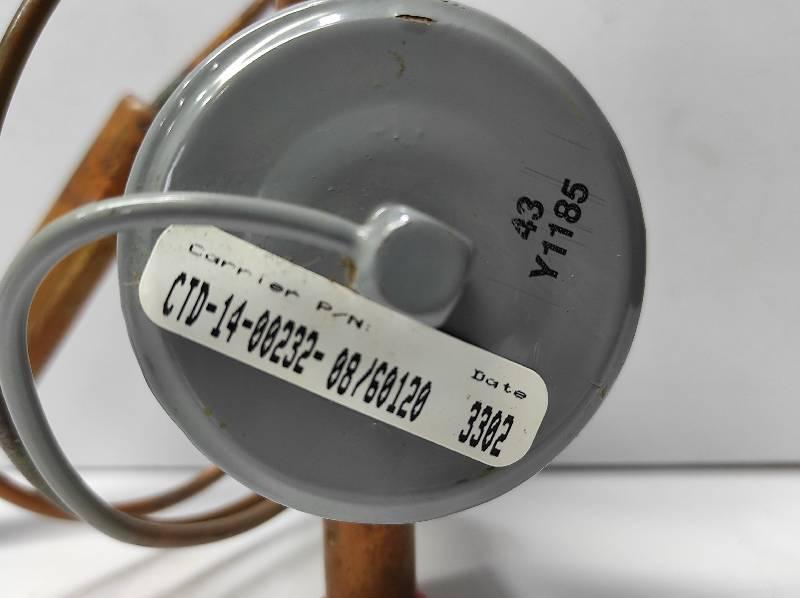 Carrier P/N:
CTD-14-00232- 08/60120
Date
3302
43
Y1185